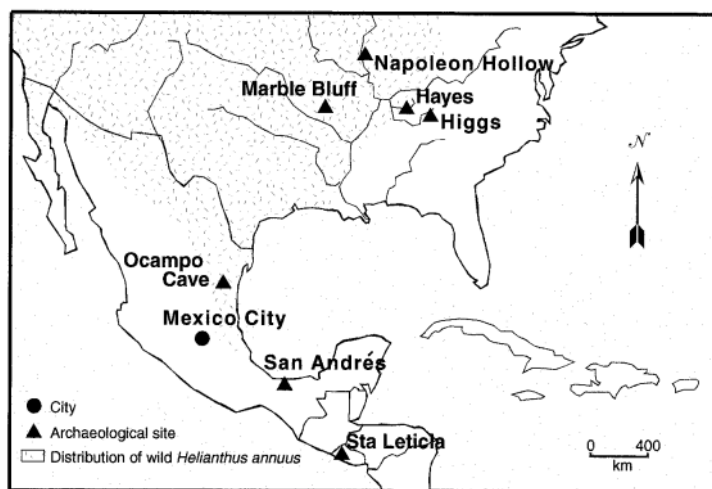 Napoleon Hollow
Marble Bluff
Hayes
Higgs
N
Ocampo
Cave
Mexico City
San Andrés
City
Archaeological site
Sta Leticia
Distribution of wild Helianthus annuus
0 400
km